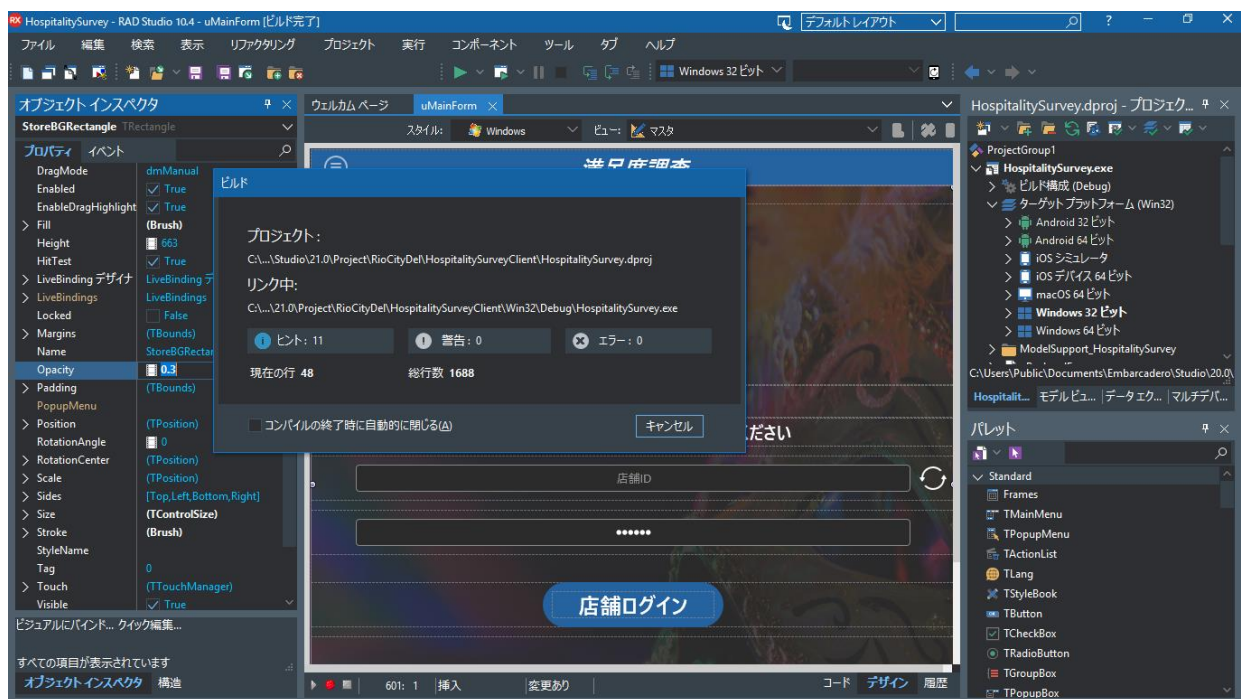 HospitalitySurvey - RAD Studio 10.4 - uMainForm [ビルド完了]
デフォルト レイアウト
ファイル 編集 検索 表示 リファクタリング プロジェクト 実行 コンポーネント ツール タブ ヘルプ
Windows 32 ビット
オブジェクト インスペクタ
StoreBGRectangle TRectangle
プロパティ イベント
DragMode dmManual
Enabled True
EnableDragHighlight True
Fill (Brush)
Height 663
HitTest True
LiveBinding デザイナ LiveBinding
LiveBindings LiveBindings
Locked False
Margins (TBounds)
Name
Opacity 0.3
Padding (TBounds)
PopupMenu
Position (TPosition)
RotationAngle 0
RotationCenter (TPosition)
Scale (TPosition)
Sides [Top,Left,Bottom,Right]
Size (TControlSize)
Stroke (Brush)
StyleName
Tag 0
Touch (TTouchManager)
Visible True
ビジュアルにバインド... クイック編集...
すべての項目が表示されています
オブジェクト インスペクタ 構造
ウェルカム ページ uMainForm
スタイル: Windows ビュー: マスタ
満足度調査
ビルド
プロジェクト:
C:\...\Studio\21.0\Project\RioCityDel\HospitalitySurveyClient\HospitalitySurvey.dproj
リンク中:
C:\...\21.0\Project\RioCityDel\HospitalitySurveyClient\Win32\Debug\HospitalitySurvey.exe
ヒント: 11 警告: 0 エラー: 0
現在の行 48 総行数 1688
コンパイルの終了時に自動的に閉じる(A) キャンセル
ださい
店舗ID
••••••
店舗ログイン
601: 1 挿入 変更あり コード デザイン 履歴
HospitalitySurvey.dproj - プロジェク...
ProjectGroup1
HospitalitySurvey.exe
ビルド構成 (Debug)
ターゲット プラットフォーム (Win32)
Android 32 ビット
Android 64 ビット
iOS シミュレータ
iOS デバイス 64 ビット
macOS 64 ビット
Windows 32 ビット
Windows 64 ビット
ModelSupport_HospitalitySurvey
C:\Users\Public\Documents\Embarcadero\Studio\20.0\
Hospitalit... モデル ビュ... データ エク... マルチデバ...
パレット
Standard
Frames
TMainMenu
TPopupMenu
TActionList
TLang
TStyleBook
TButton
TCheckBox
TRadioButton
TGroupBox
TPopupBox